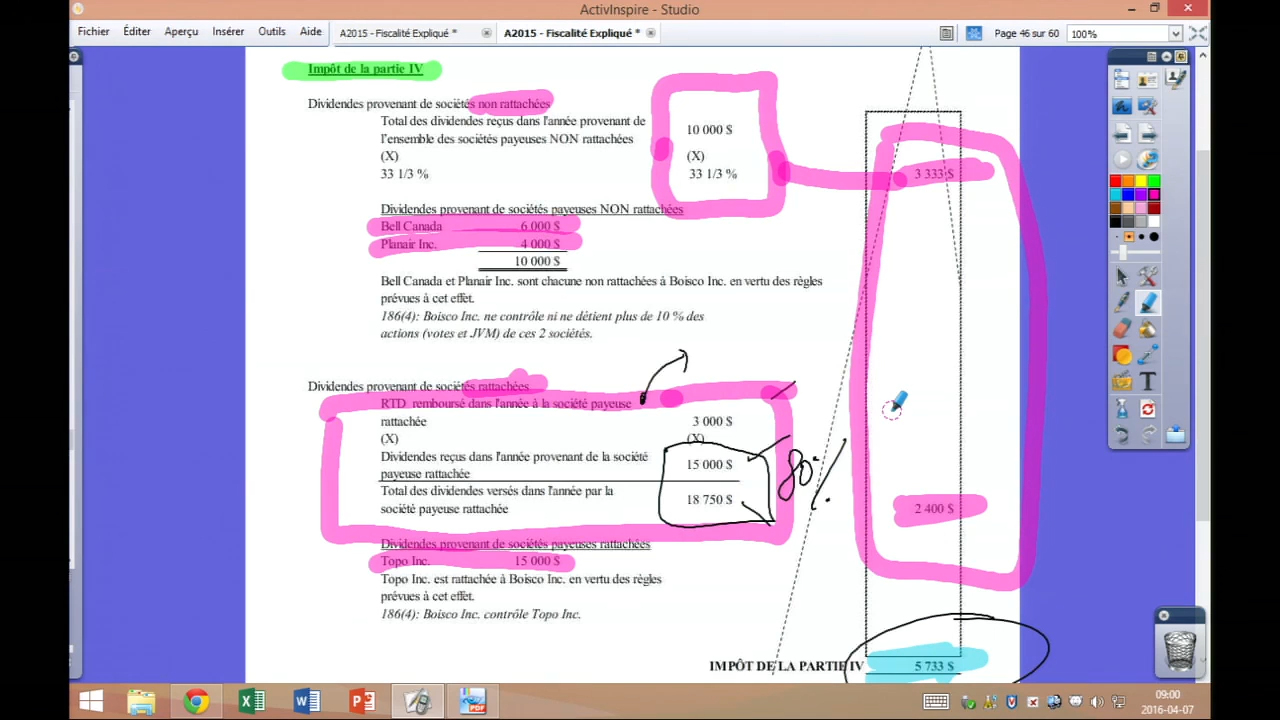 ActivInspire - Studio
Fichier Éditer Aperçu Insérer Outils Aide
A2015 - Fiscalité Expliqué *
A2015 - Fiscalité Expliqué *
Page 46 sur 60
100%
Impôt de la partie IV
Dividendes provenant de sociétés non rattachées
Total des dividendes reçus dans l'année provenant de
l'ensemble des sociétés payeuses NON rattachées
10 000 $
(X) (X)
33 1/3 % 33 1/3 % 3 333 $
Dividendes provenant de sociétés payeuses NON rattachées
Bell Canada 6 000 $
Planair Inc. 4 000 $
10 000 $
Bell Canada et Planair Inc. sont chacune non rattachées à Boisco Inc. en vertu des règles
prévues à cet effet.
186(4): Boisco Inc. ne contrôle ni ne détient plus de 10 % des
actions (votes et JVM) de ces 2 sociétés.
Dividendes provenant de sociétés rattachées
RTD remboursé dans l'année à la société payeuse
rattachée 3 000 $
(X) (X)
Dividendes reçus dans l'année provenant de la société
payeuse rattachée 15 000 $
80%
Total des dividendes versés dans l'année par la
société payeuse rattachée 18 750 $ 2 400 $
Dividendes provenant de sociétés payeuses rattachées
Topo Inc. 15 000 $
Topo Inc. est rattachée à Boisco Inc. en vertu des règles
prévues à cet effet.
186(4): Boisco Inc. contrôle Topo Inc.
IMPÔT DE LA PARTIE IV 5 733 $
09:00
2016-04-07